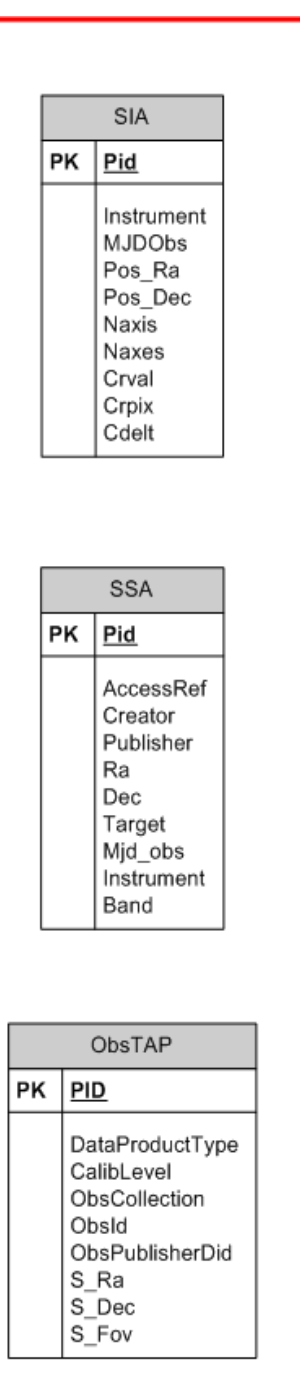 SIA
PK Pid
Instrument
MJDObs
Pos_Ra
Pos_Dec
Naxis
Naxes
Crval
Crpix
Cdelt
SSA
PK Pid
AccessRef
Creator
Publisher
Ra
Dec
Target
Mjd_obs
Instrument
Band
ObsTAP
PK PID
DataProductType
CalibLevel
ObsCollection
ObsId
ObsPublisherDid
S_Ra
S_Dec
S_Fov